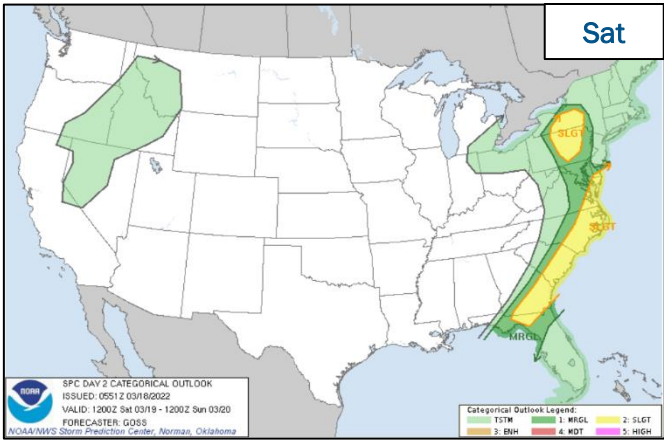 Sat
SLGT
SLGT
MRGL
NOAA
SPC DAY 2 CATEGORICAL OUTLOOK
ISSUED: 0551Z 03/18/2022
VALID: 1200Z Sat 03/19 - 1200Z Sun 03/20
FORECASTER: GOSS
NOAA/NWS Storm Prediction Center, Norman, Oklahoma
Categorical Outlook Legend:
TSTM 1: MRGL 2: SLGT
3: ENH 4: MDT 5: HIGH